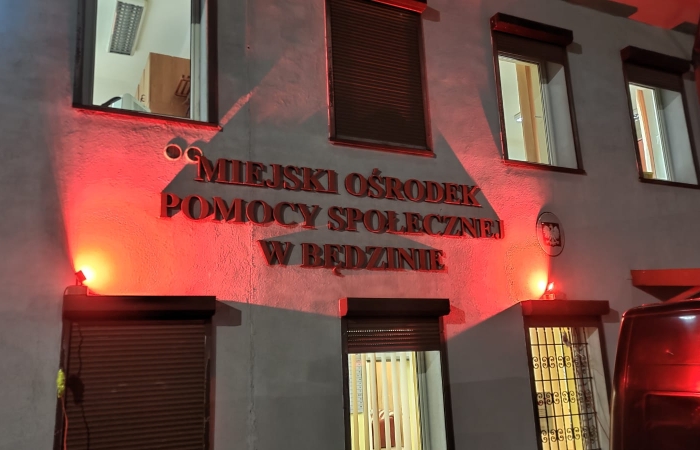 MIEJSKI OŚRODEK
POMOCY SPOŁECZNEJ
W BĘDZINIE